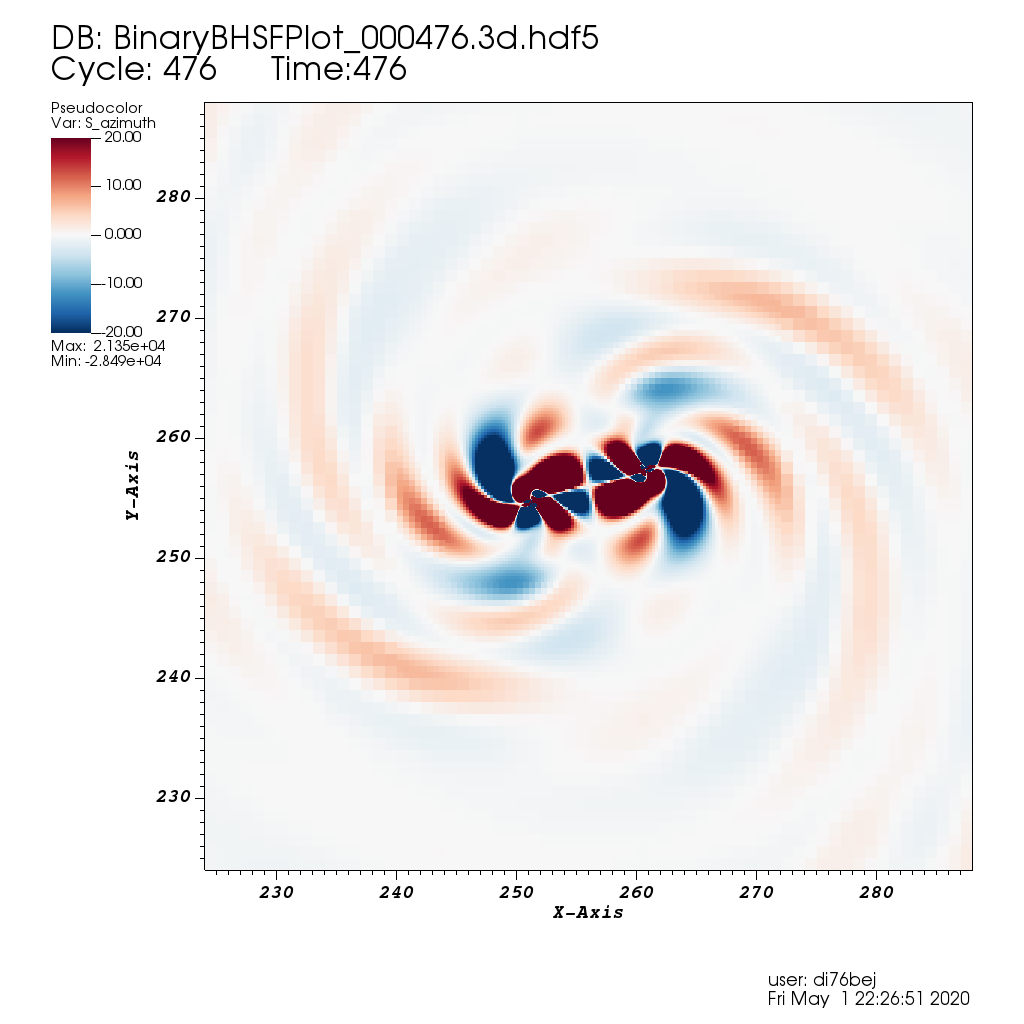 DB: BinaryBHSFPlot_000476.3d.hdf5
Cycle: 476 Time:476
Pseudocolor
Var: S_azimuth
20.00
10.00
0.000
-10.00
-20.00
Max: 2.135e+04
Min: -2.849e+04
280
270
260
250
240
230
Y-Axis
230 240 250 260 270 280
X-Axis
user: di76bej
Fri May 1 22:26:51 2020